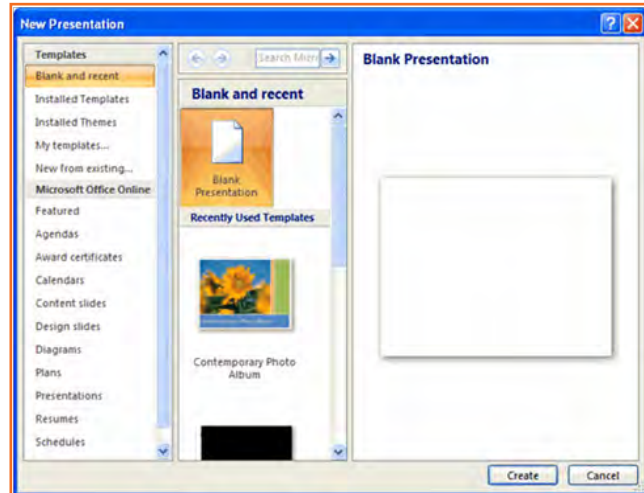 New Presentation
Templates
Blank and recent
Installed Templates
Installed Themes
My templates...
New from existing...
Microsoft Office Online
Featured
Agendas
Award certificates
Calendars
Content slides
Design slides
Diagrams
Plans
Presentations
Resumes
Schedules
Search Micro
Blank and recent
Blank
Presentation
Recently Used Templates
Contemporary Photo
Album
Blank Presentation
Create
Cancel